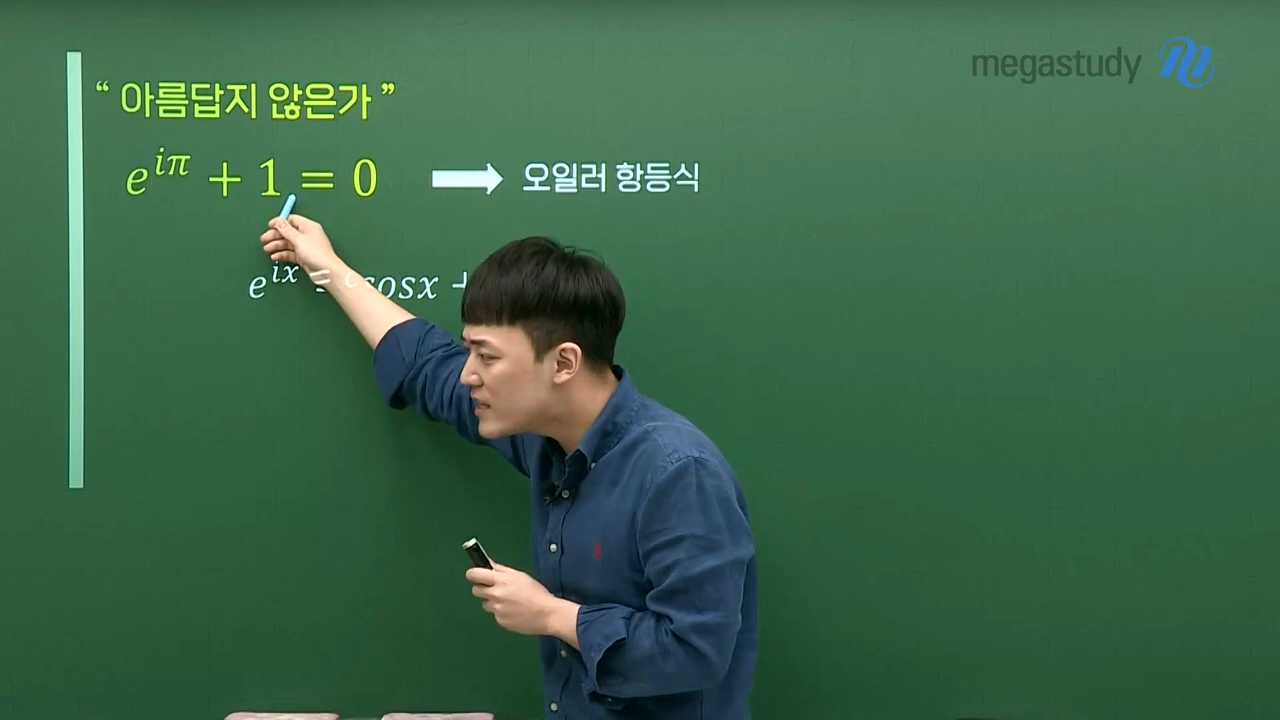 megastudy
“ 아름답지 않은가 ”
e^{iπ} + 1 = 0 → 오일러 항등식
e^{ix} = cosx +